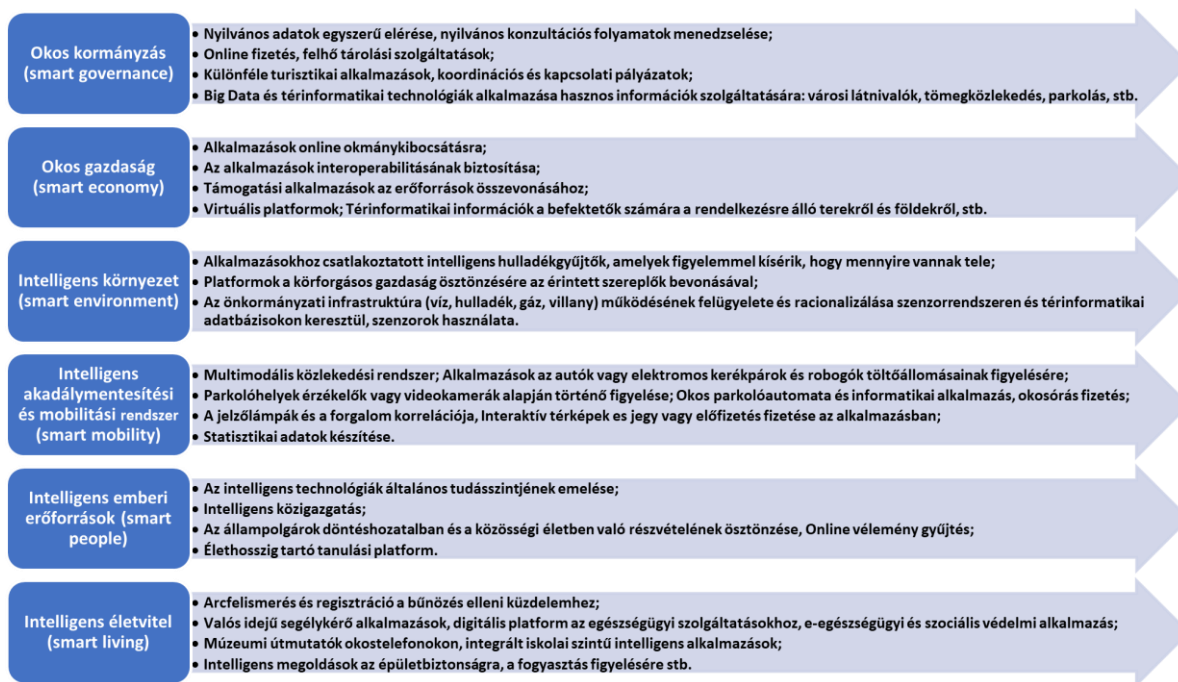 Okos kormányzás
(smart governance)
• Nyilvános adatok egyszerű elérése, nyilvános konzultációs folyamatok menedzselése;
• Online fizetés, felhő tárolási szolgáltatások;
• Különféle turisztikai alkalmazások, koordinációs és kapcsolati pályázatok;
• Big Data és térinformatikai technológiák alkalmazása hasznos információk szolgáltatására: városi látnivalók, tömegközlekedés, parkolás, stb.
Okos gazdaság
(smart economy)
• Alkalmazások online okmánykibocsátásra;
• Az alkalmazások interoperabilitásának biztosítása;
• Támogatási alkalmazások az erőforrások összevonásához;
• Virtuális platformok; Térinformatikai információk a befektetők számára a rendelkezésre álló terekről és földekről, stb.
Intelligens környezet
(smart environment)
• Alkalmazásokhoz csatlakoztatott intelligens hulladékgyűjtők, amelyek figyelemmel kísérik, hogy mennyire vannak tele;
• Platformok a körforgásos gazdaság ösztönzésére az érintett szereplők bevonásával;
• Az önkormányzati infrastruktúra (víz, hulladék, gáz, villany) működésének felügyelete és racionalizálása szenzorrendszeren és térinformatikai
adatbázisokon keresztül, szenzorok használata.
Intelligens
akadálymentesítési
és mobilitási rendszer
(smart mobility)
• Multimodális közlekedési rendszer; Alkalmazások az autók vagy elektromos kerékpárok és robogók töltőállomásainak figyelésére;
• Parkolóhelyek érzékelők vagy videokamerák alapján történő figyelése; Okos parkolóautomata és informatikai alkalmazás, okosórás fizetés;
• A jelzőlámpák és a forgalom korrelációja, Interaktív térképek es jegy vagy előfizetés fizetése az alkalmazásban;
• Statisztikai adatok készítése.
Intelligens emberi
erőforrások (smart
people)
• Az intelligens technológiák általános tudásszintjének emelése;
• Intelligens közigazgatás;
• Az állampolgárok döntéshozatalban és a közösségi életben való részvételének ösztönzése, Online vélemény gyűjtés;
• Élethosszig tartó tanulási platform.
Intelligens életvitel
(smart living)
• Arcfelismerés és regisztráció a bűnözés elleni küzdelemhez;
• Valós idejű segélykérő alkalmazások, digitális platform az egészségügyi szolgáltatásokhoz, e-egészségügyi és szociális védelmi alkalmazás;
• Múzeumi útmutatók okostelefonokon, integrált iskolai szintű intelligens alkalmazások;
• Intelligens megoldások az épületbiztonságra, a fogyasztás figyelésére stb.